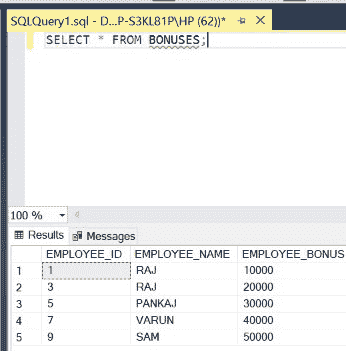 SQLQuery1.sql - D...P-S3KL81P\HP (62))*
SELECT * FROM BONUSES;
100 %
Results Messages
EMPLOYEE_ID EMPLOYEE_NAME EMPLOYEE_BONUS
1 1 RAJ 10000
2 3 RAJ 20000
3 5 PANKAJ 30000
4 7 VARUN 40000
5 9 SAM 50000